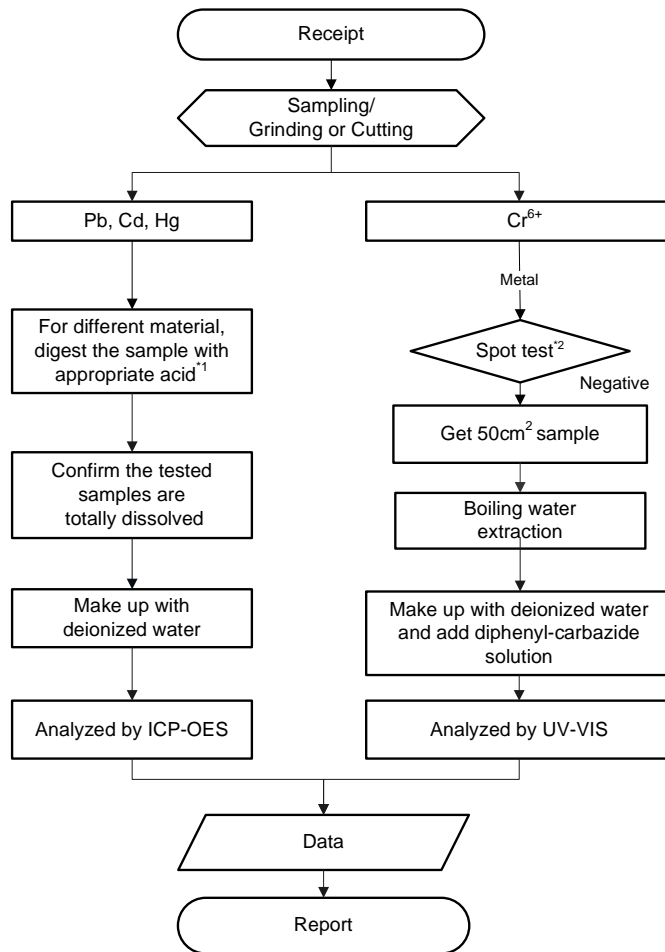 Receipt
Sampling/
Grinding or Cutting
Pb, Cd, Hg
For different material,
digest the sample with
appropriate acid*1
Confirm the tested
samples are
totally dissolved
Make up with
deionized water
Analyzed by ICP-OES
Cr6+
Metal
Spot test*2
Negative
Get 50cm2 sample
Boiling water
extraction
Make up with deionized water
and add diphenyl-carbazide
solution
Analyzed by UV-VIS
Data
Report